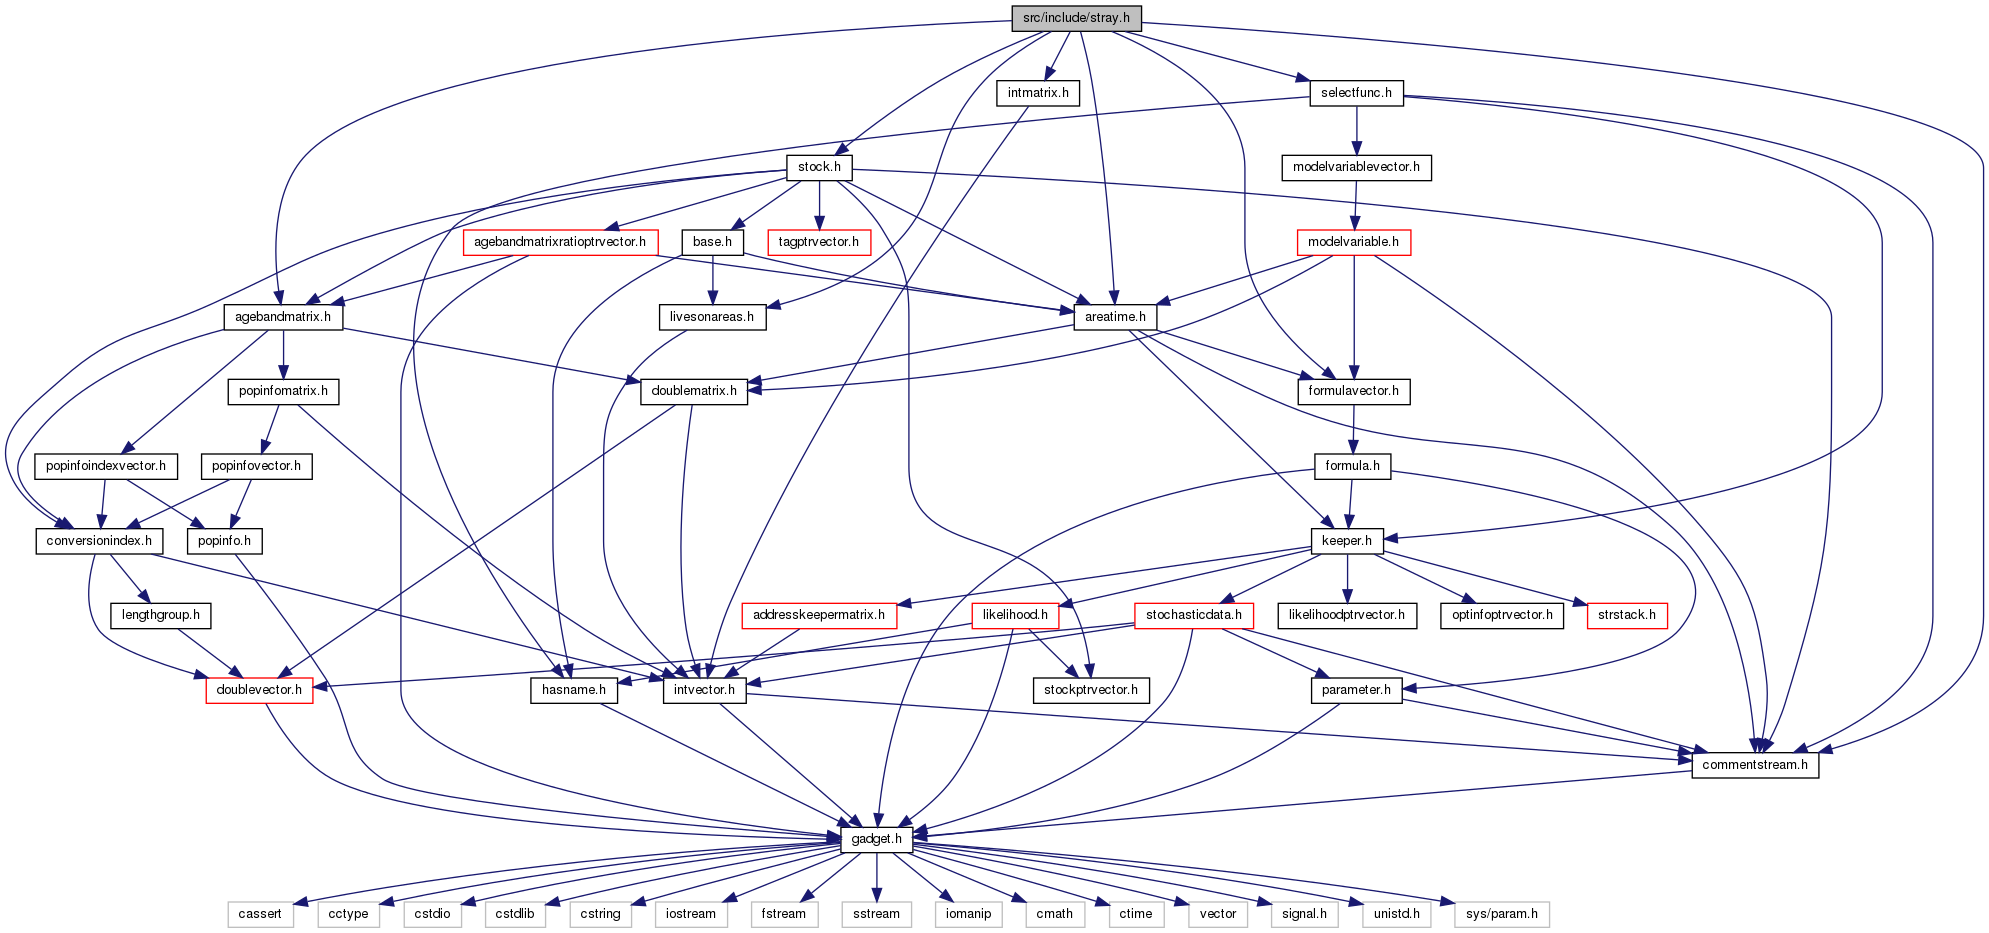 src/include/stray.h
intmatrix.h
selectfunc.h
stock.h
modelvariablevector.h
agebandmatrixratioptrvector.h
base.h
tagptrvector.h
modelvariable.h
agebandmatrix.h
livesonareas.h
areatime.h
popinfomatrix.h
doublematrix.h
formulavector.h
popinfoindexvector.h
popinfovector.h
formula.h
conversionindex.h
popinfo.h
keeper.h
lengthgroup.h
addresskeepermatrix.h
likelihood.h
stochasticdata.h
likelihoodptrvector.h
optinfoptrvector.h
strstack.h
doublevector.h
hasname.h
intvector.h
stockptrvector.h
parameter.h
commentstream.h
gadget.h
cassert
cctype
cstdio
cstdlib
cstring
iostream
fstream
sstream
iomanip
cmath
ctime
vector
signal.h
unistd.h
sys/param.h